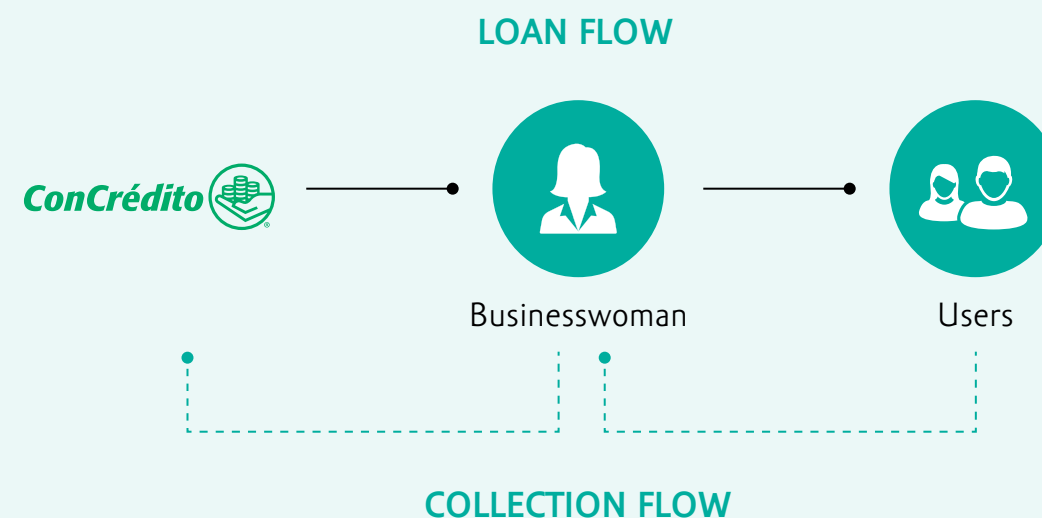 LOAN FLOW
ConCrédito
Businesswoman
Users
COLLECTION FLOW